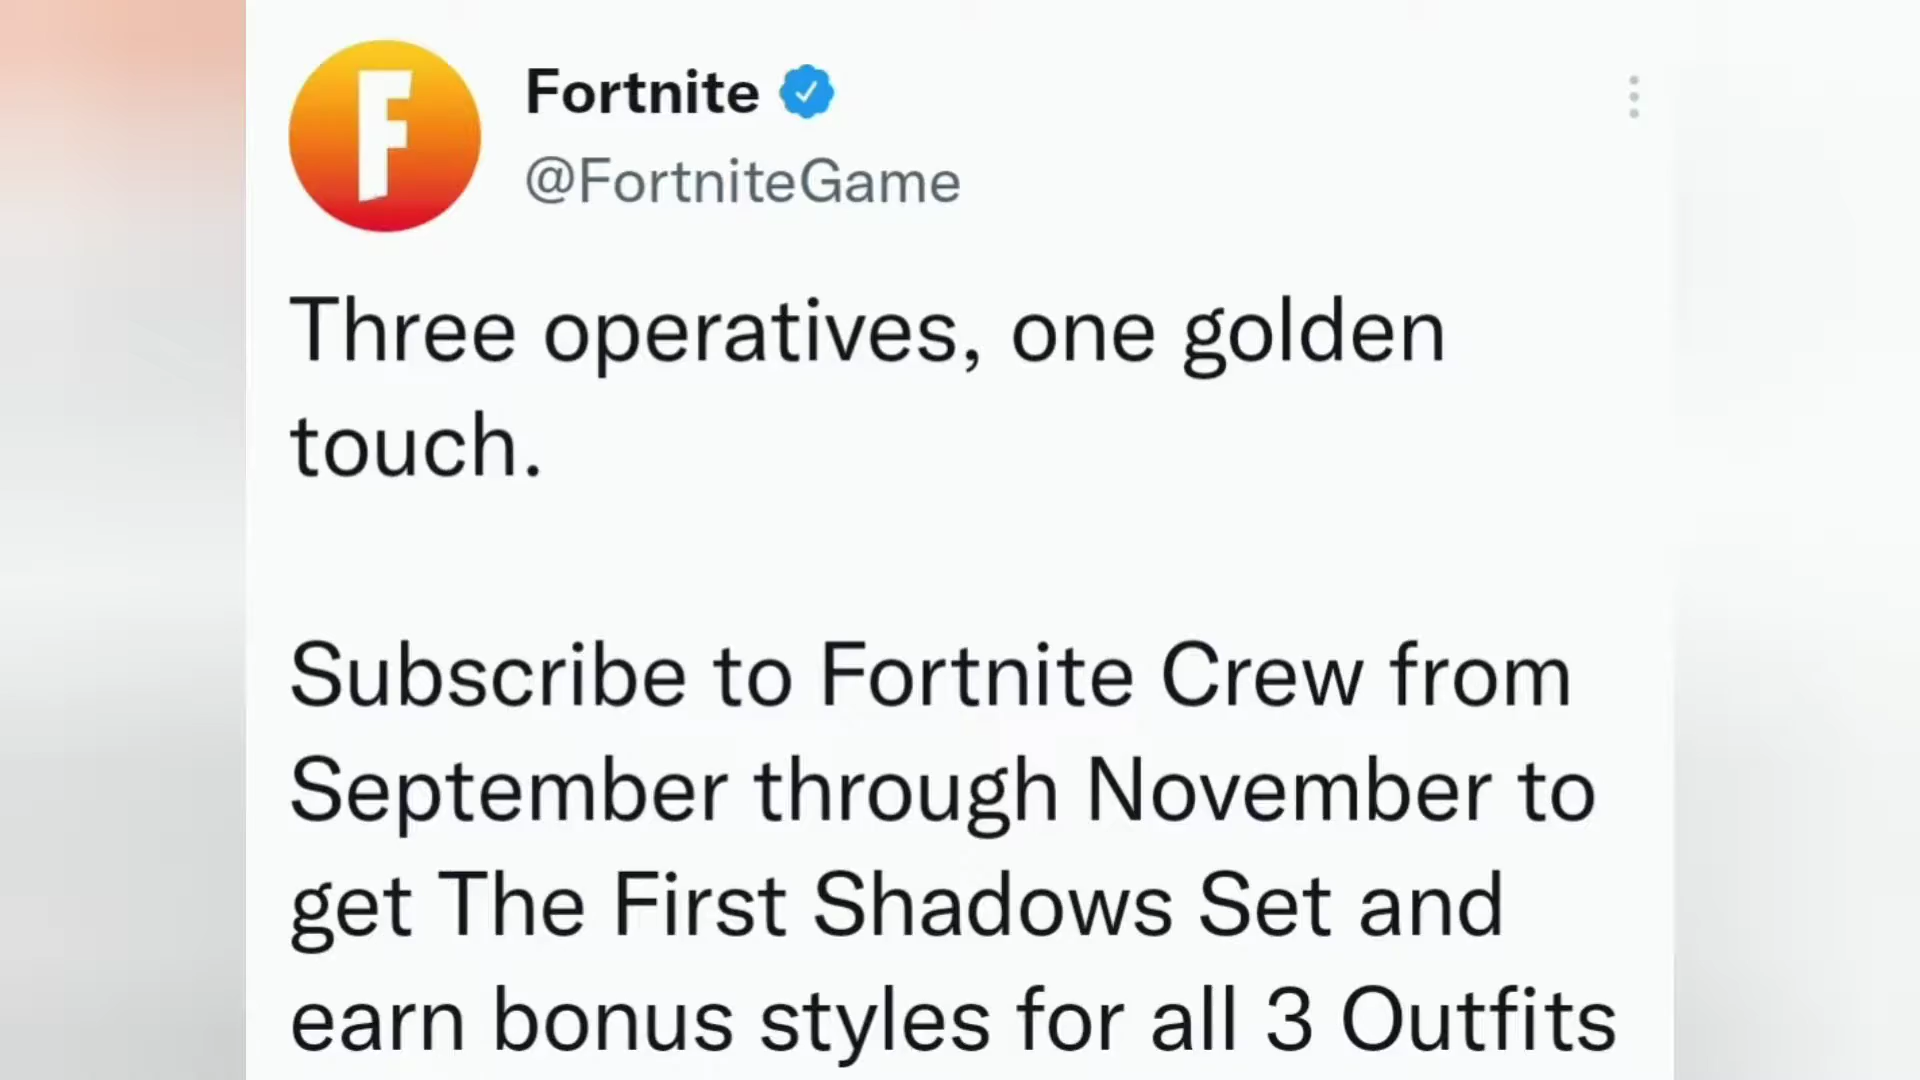 Fortnite
@FortniteGame
Three operatives, one golden
touch.
Subscribe to Fortnite Crew from
September through November to
get The First Shadows Set and
earn bonus styles for all 3 Outfits